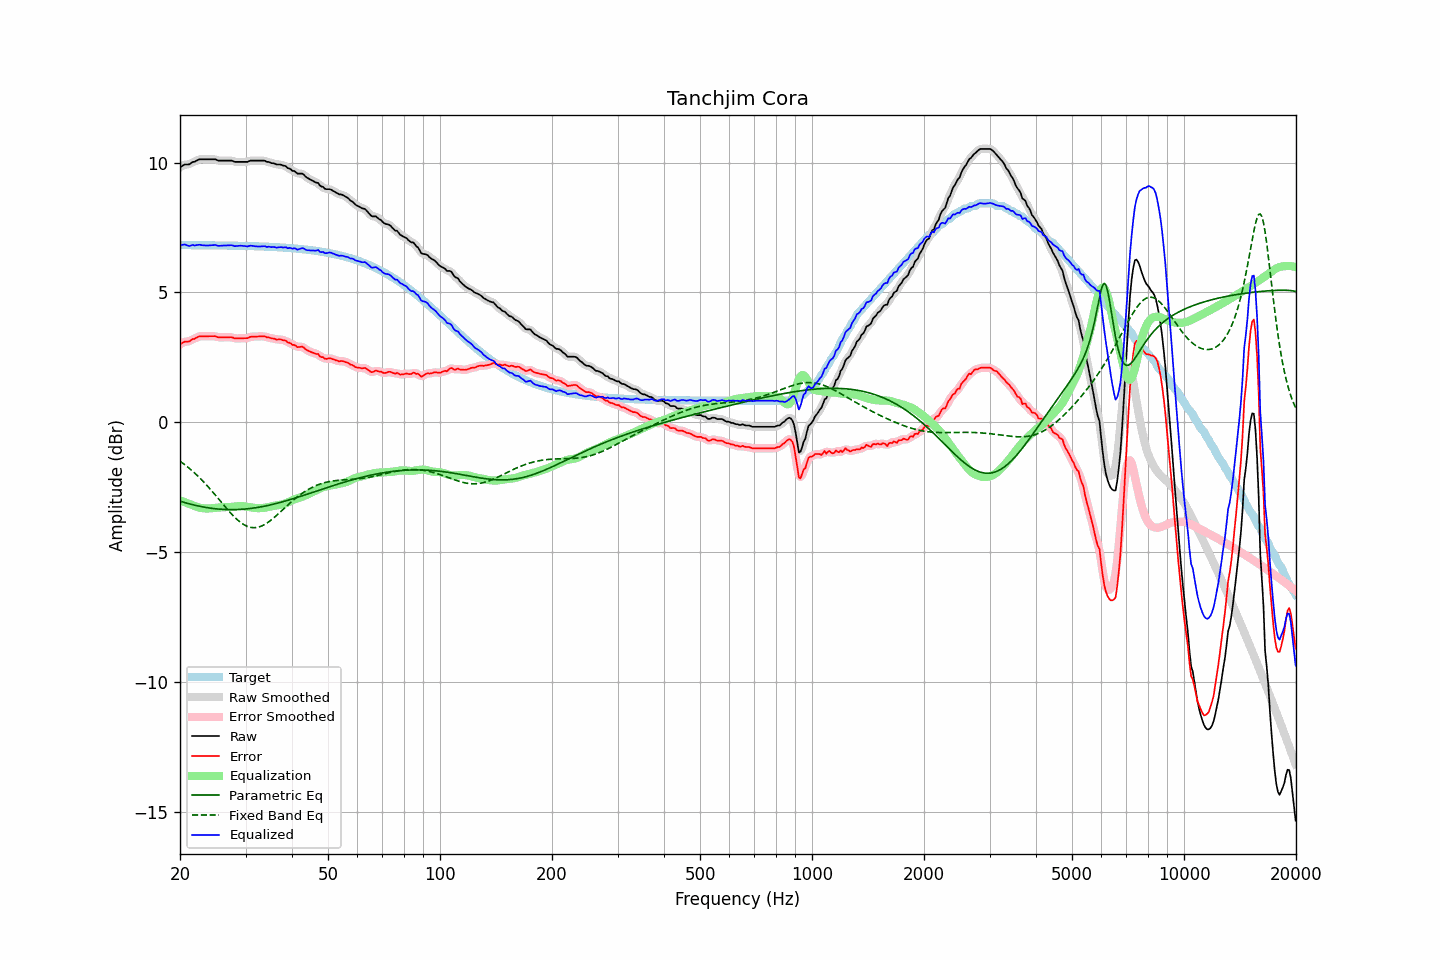 Tanchjim Cora
Amplitude (dBr)
10
5
0
−5
−10
−15
Target
Raw Smoothed
Error Smoothed
Raw
Error
Equalization
Parametric Eq
Fixed Band Eq
Equalized
20 50 100 200 500 1000 2000 5000 10000 20000
Frequency (Hz)